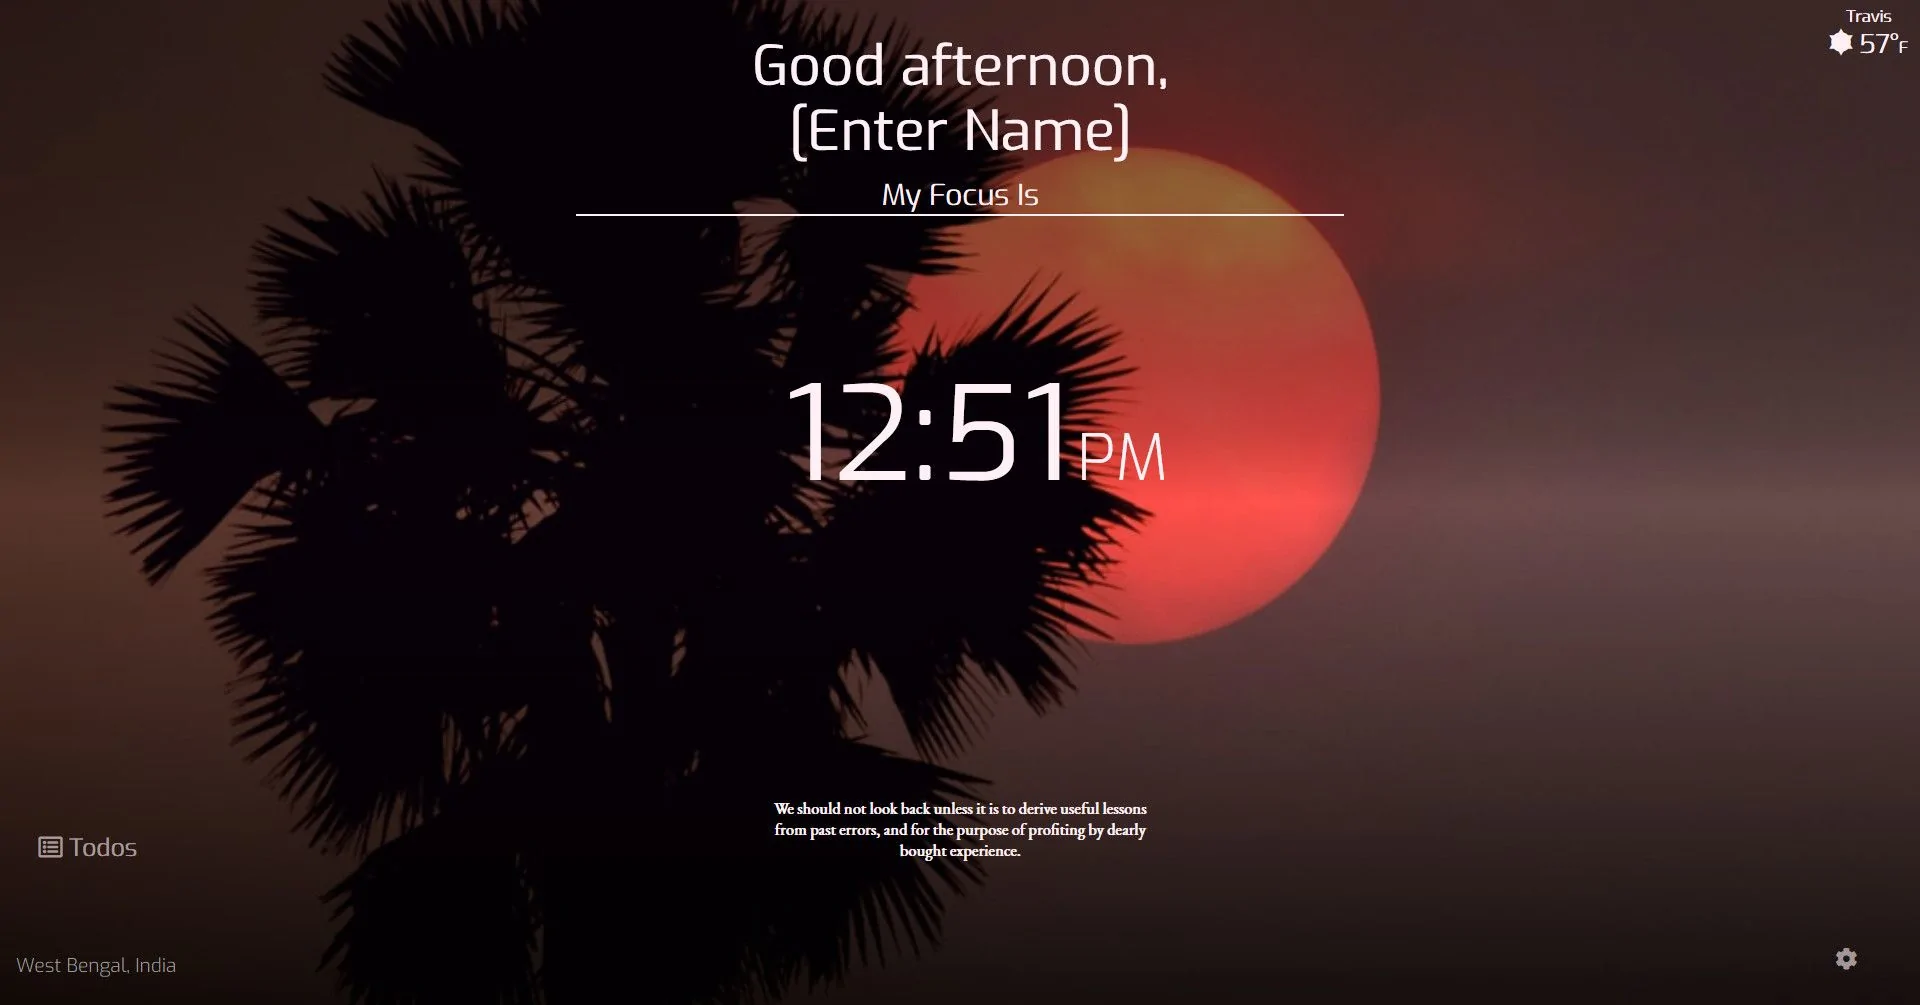 Travis
57°F
Good afternoon,
[Enter Name]
My Focus Is
12:51PM
We should not look back unless it is to derive useful lessons
from past errors, and for the purpose of profiting by dearly
bought experience.
Todos
West Bengal, India